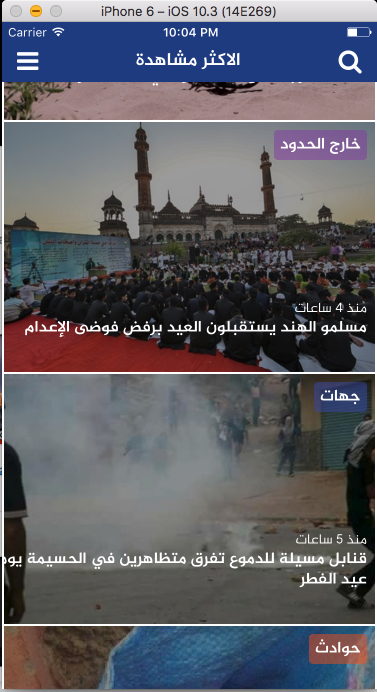 iPhone 6 – iOS 10.3 (14E269)
Carrier 10:04 PM
الاكثر مشاهدة
خارج الحدود
منذ 4 ساعات
مسلمو الهند يستقبلون العيد برفض فوضى الإعدام
جهات
منذ 5 ساعات
قنابل مسيلة للدموع تفرق متظاهرين في الحسيمة يوم
عيد الفطر
حوادث